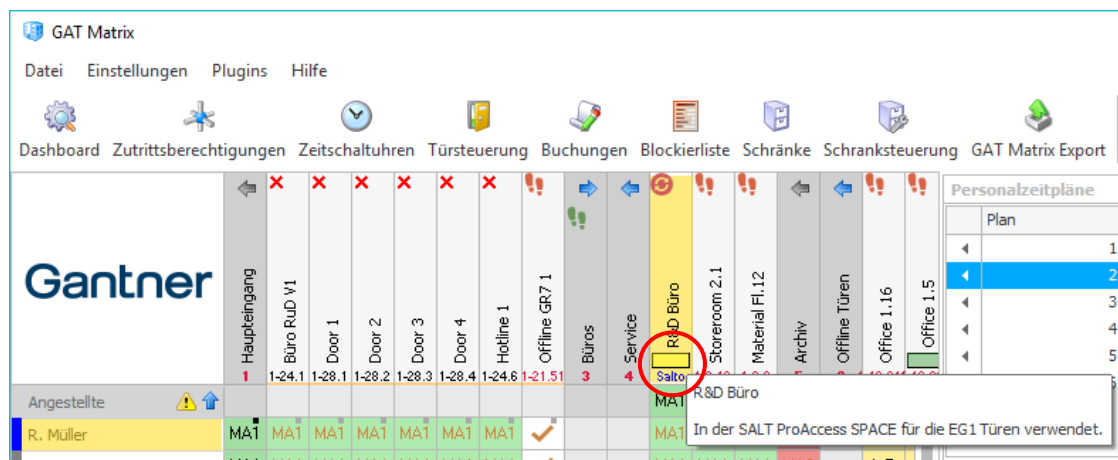 GAT Matrix
Datei Einstellungen Plugins Hilfe
Dashboard Zutrittsberechtigungen Zeitschaltuhren Türsteuerung Buchungen Blockierliste Schränke Schranksteuerung GAT Matrix Export
Gantner
Haupteingang
Büro RuD V1
Door 1
Door 2
Door 3
Door 4
Hotline 1
Offline GR7 1
Büros
Service
R&D Büro
Storeroom 2.1
Material Fl.12
Archiv
Offline Türen
Office 1.16
Office 1.5
1 1-24.1 1-28.1 1-28.2 1-28.3 1-28.4 1-24.6 1-21.51 3 4 Salto
Personalzeitpläne
Plan
1
2
3
4
5
Angestellte MA1
R. Müller MA1 MA1 MA1 MA1 MA1 MA1 MA1 MA1
R&D Büro
In der SALT ProAccess SPACE für die EG1 Türen verwendet.